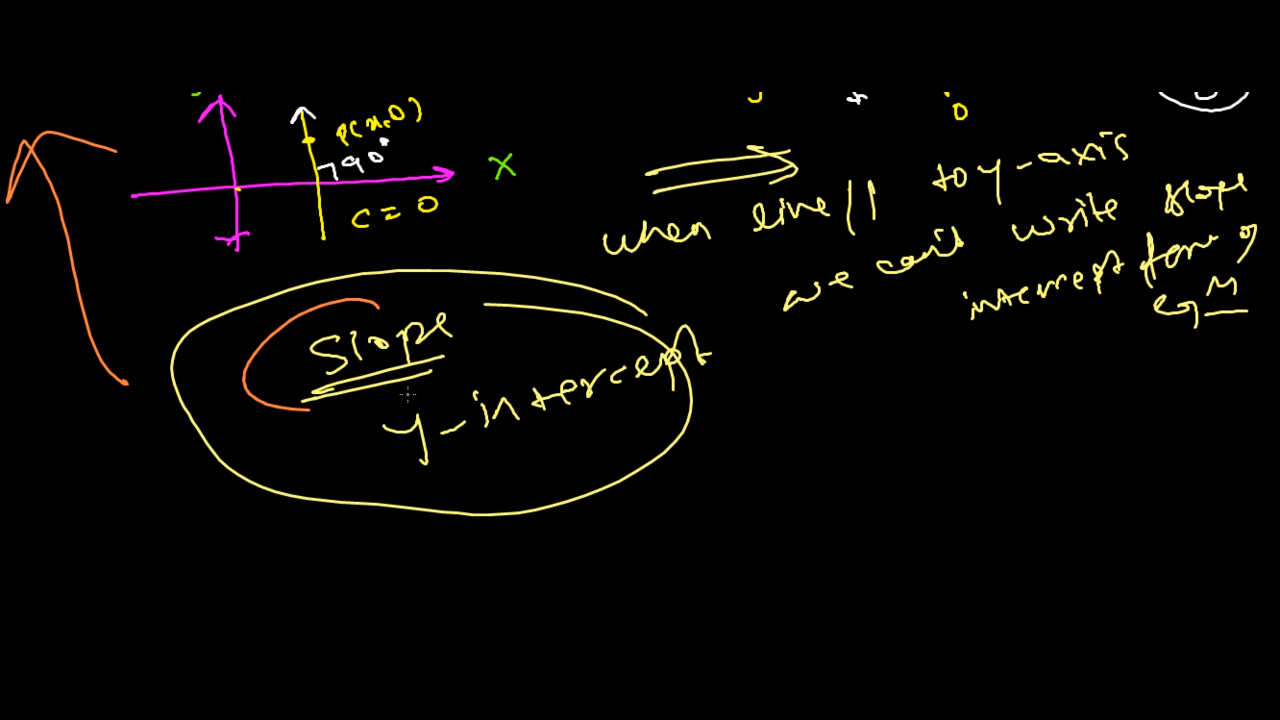 P(x,0)
90°
X
C = 0
when line || to y-axis
we can't write slope
intercept form of
eqn
Slope
y-intercept